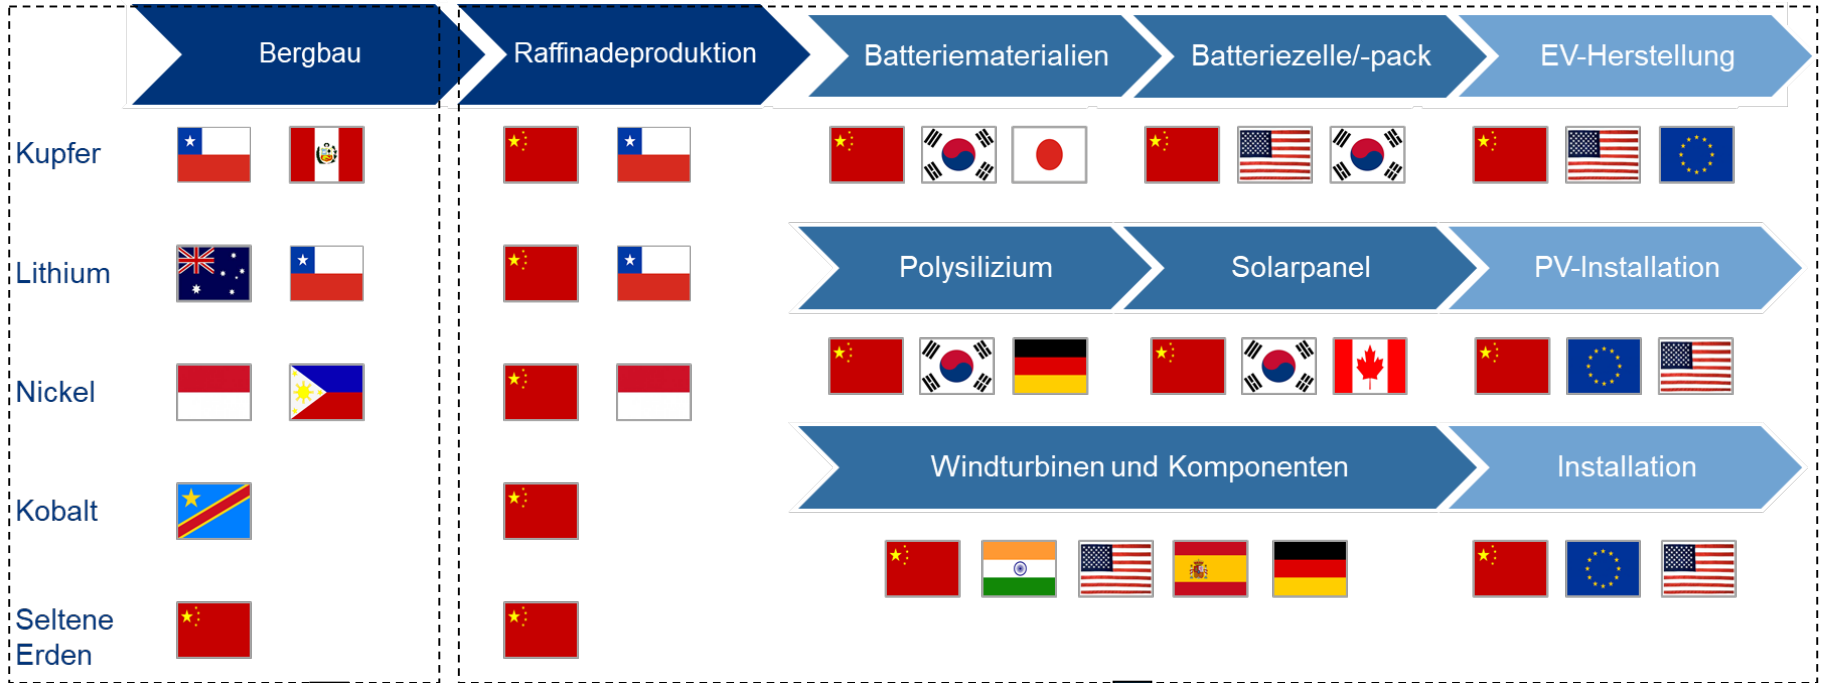 Bergbau
Raffinadeproduktion
Batteriematerialien
Batteriezelle/-pack
EV-Herstellung
Kupfer
Lithium
Polysilizium
Solarpanel
PV-Installation
Nickel
Windturbinen und Komponenten
Installation
Kobalt
Seltene
Erden